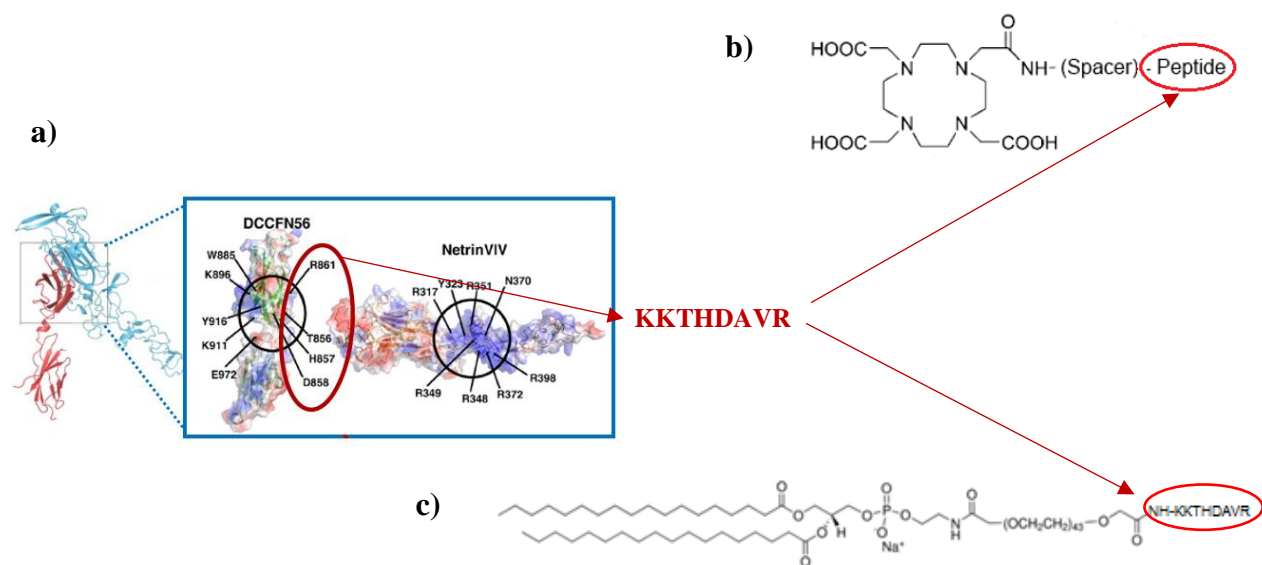 b)
O
HOOC
N
N
NH- (Spacer) - Peptide
HOOC
N
N
COOH
a)
DCCFN56
W885
K896
R861
Y916
K911
T856
H857
E972
D858
NetrinVIV
Y323
R351
N370
R317
R349
R348
R372
R398
KKTHDAVR
c)
O
O
O
O
P
O
O
H
O⁻
Na⁺
O
N
H
O
(OCH₂CH₂)₄₃
O
O
NH-KKTHDAVR